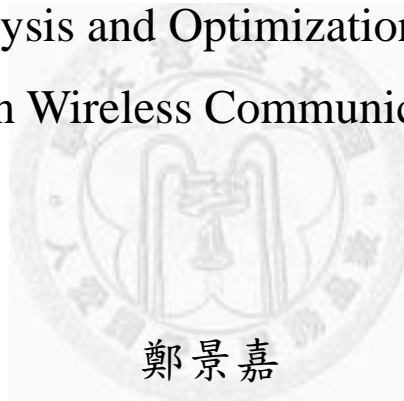 ysis and Optimization
n Wireless Communic
鄭景嘉